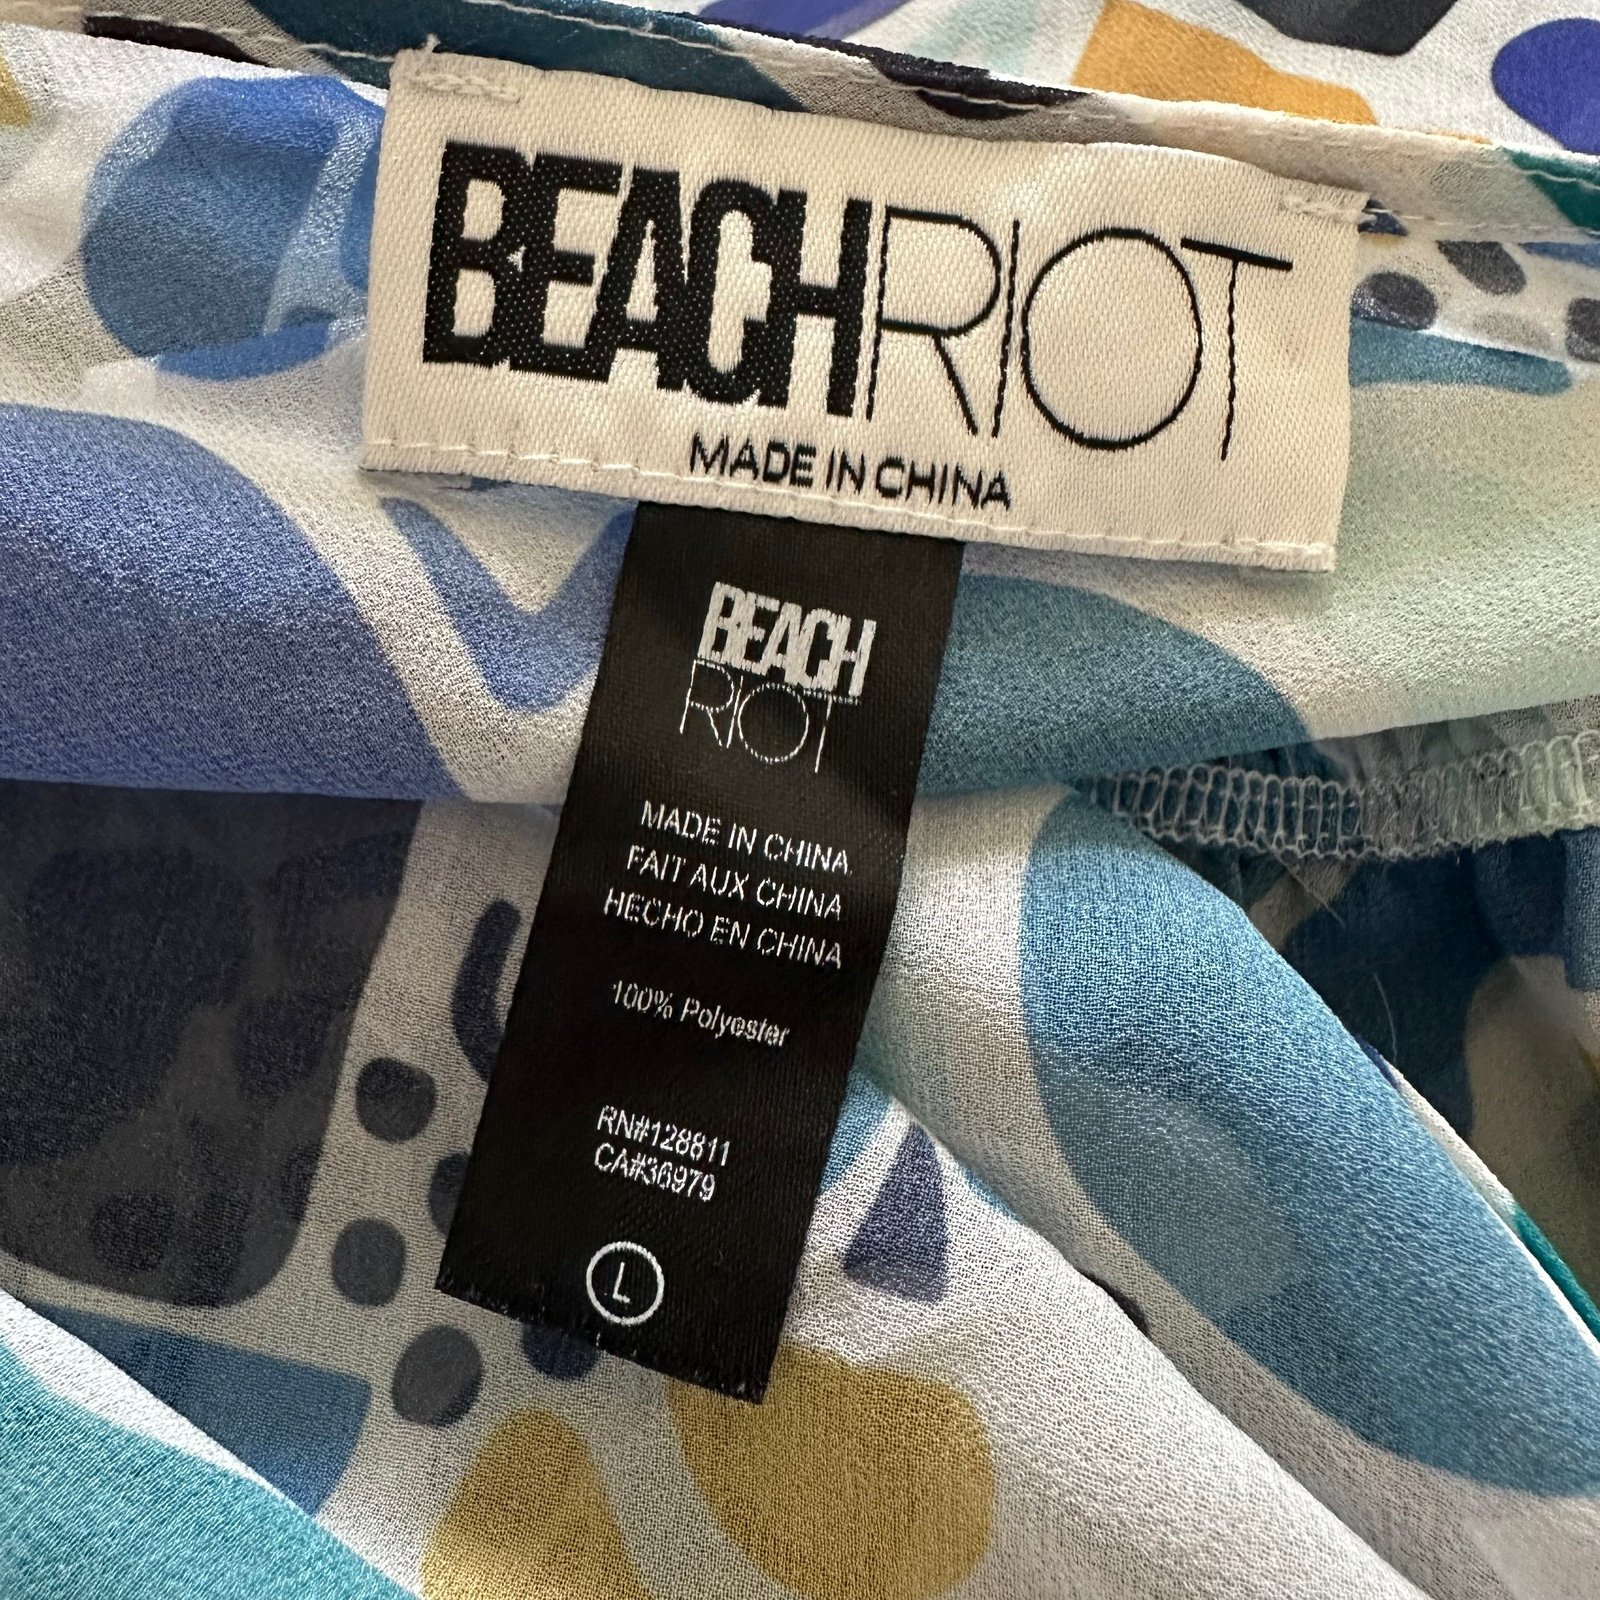 BEACHRIOT
MADE IN CHINA
BEACH
RIOT
MADE IN CHINA
FAIT AUX CHINA
HECHO EN CHINA
100% Polyester
RN#128811
CA#36979
L